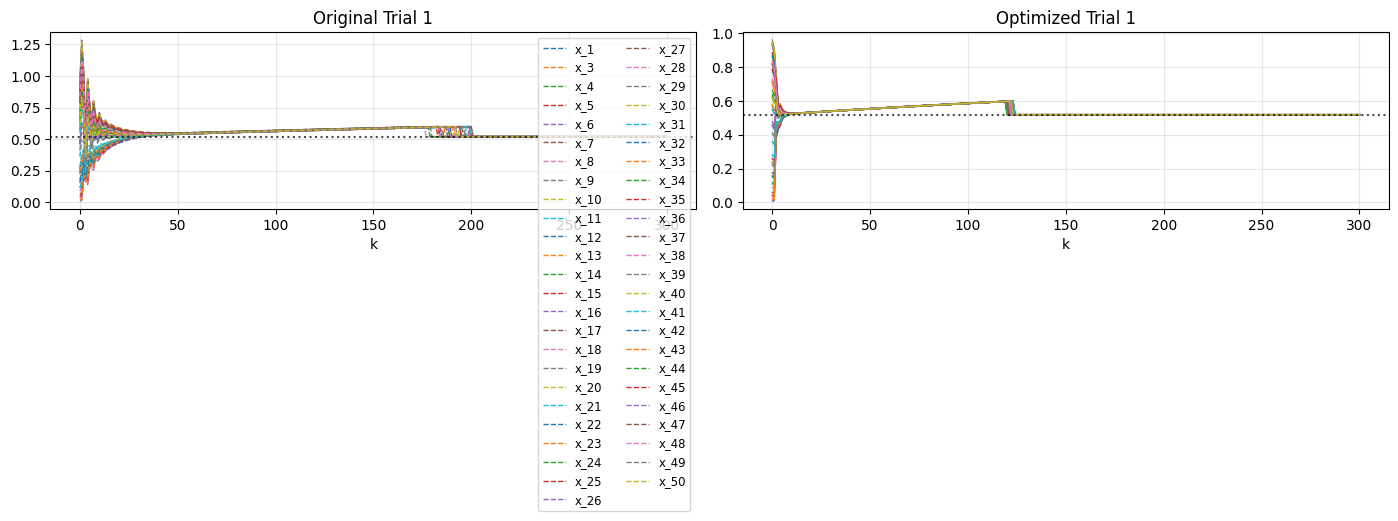 Original Trial 1
1.25
1.00
0.75
0.50
0.25
0.00
0
50
100
150
200
250
300
k
x_1
x_3
x_4
x_5
x_6
x_7
x_8
x_9
x_10
x_11
x_12
x_13
x_14
x_15
x_16
x_17
x_18
x_19
x_20
x_21
x_22
x_23
x_24
x_25
x_26
x_27
x_28
x_29
x_30
x_31
x_32
x_33
x_34
x_35
x_36
x_37
x_38
x_39
x_40
x_41
x_42
x_43
x_44
x_45
x_46
x_47
x_48
x_49
x_50
Optimized Trial 1
1.0
0.8
0.6
0.4
0.2
0.0
0
50
100
150
200
250
300
k